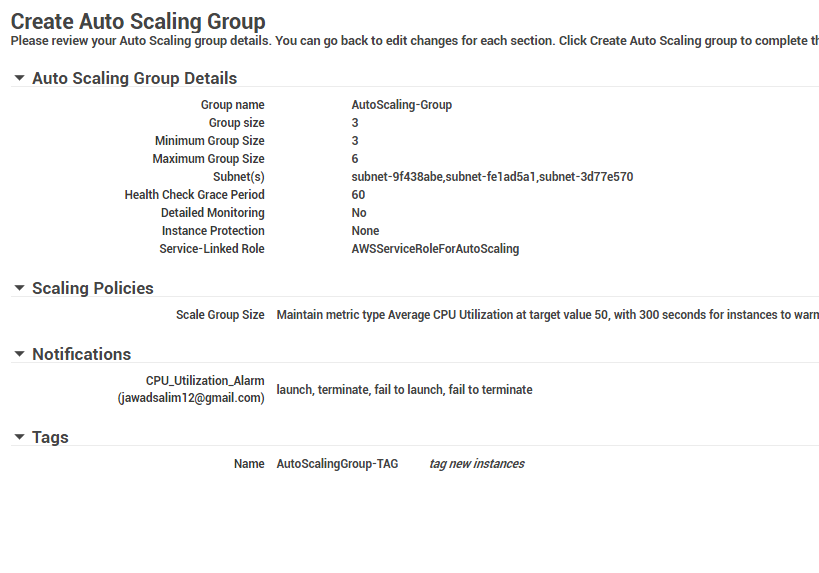 Create Auto Scaling Group
Please review your Auto Scaling group details. You can go back to edit changes for each section. Click Create Auto Scaling group to complete th
Auto Scaling Group Details
Group name AutoScaling-Group
Group size 3
Minimum Group Size 3
Maximum Group Size 6
Subnet(s) subnet-9f438abe,subnet-fe1ad5a1,subnet-3d77e570
Health Check Grace Period 60
Detailed Monitoring No
Instance Protection None
Service-Linked Role AWSServiceRoleForAutoScaling
Scaling Policies
Scale Group Size Maintain metric type Average CPU Utilization at target value 50, with 300 seconds for instances to warm
Notifications
CPU_Utilization_Alarm
(jawadsalim12@gmail.com) launch, terminate, fail to launch, fail to terminate
Tags
Name AutoScalingGroup-TAG tag new instances